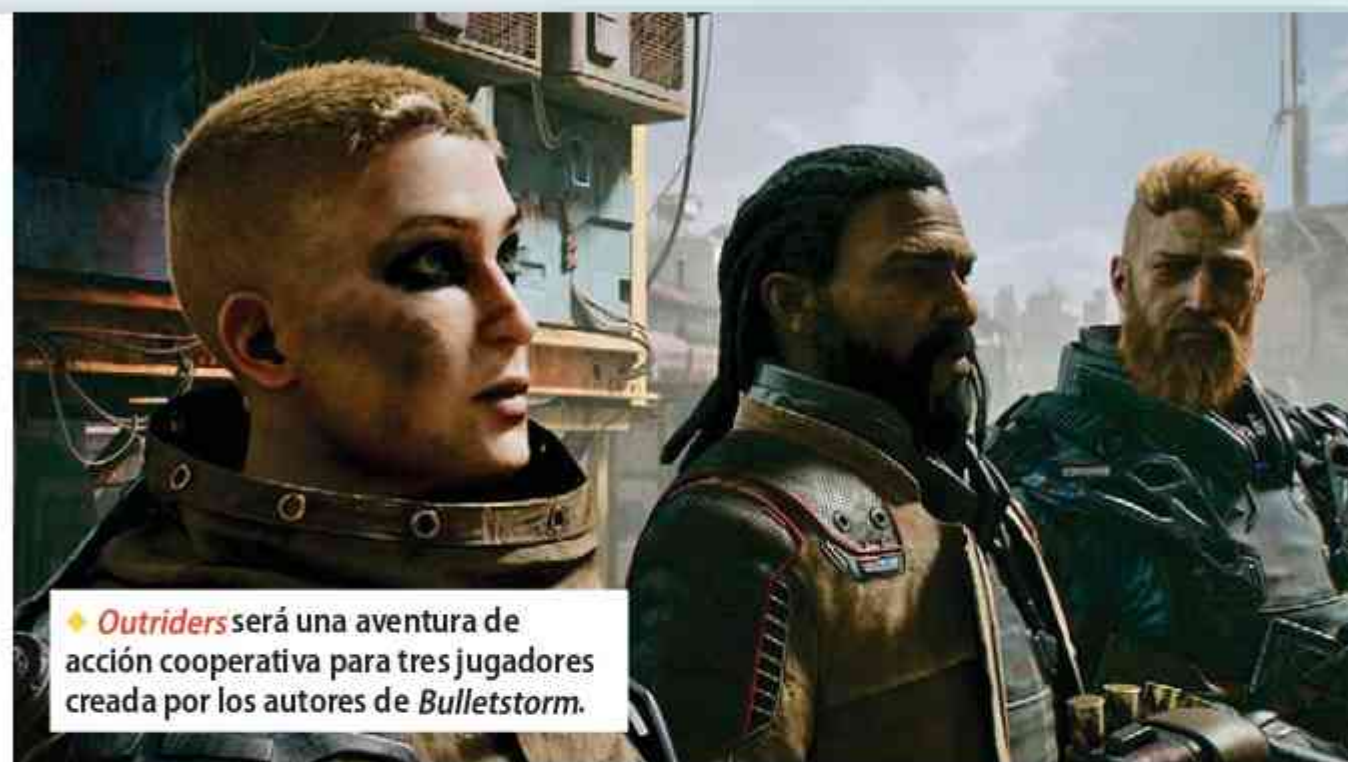 ◆ Outriders será una aventura de
acción cooperativa para tres jugadores
creada por los autores de Bulletstorm.